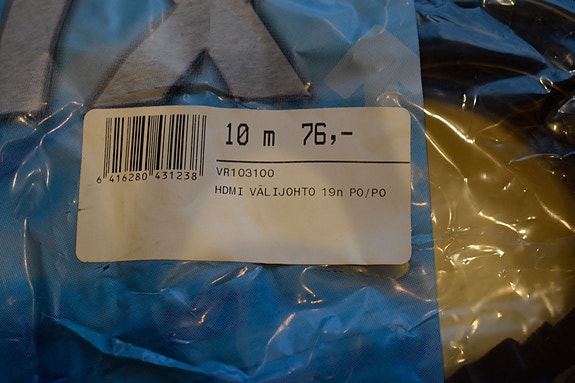 10 m 76,-
6 416280 431238
VR103100
HDMI VÄLIJOHTO 19n PO/PO